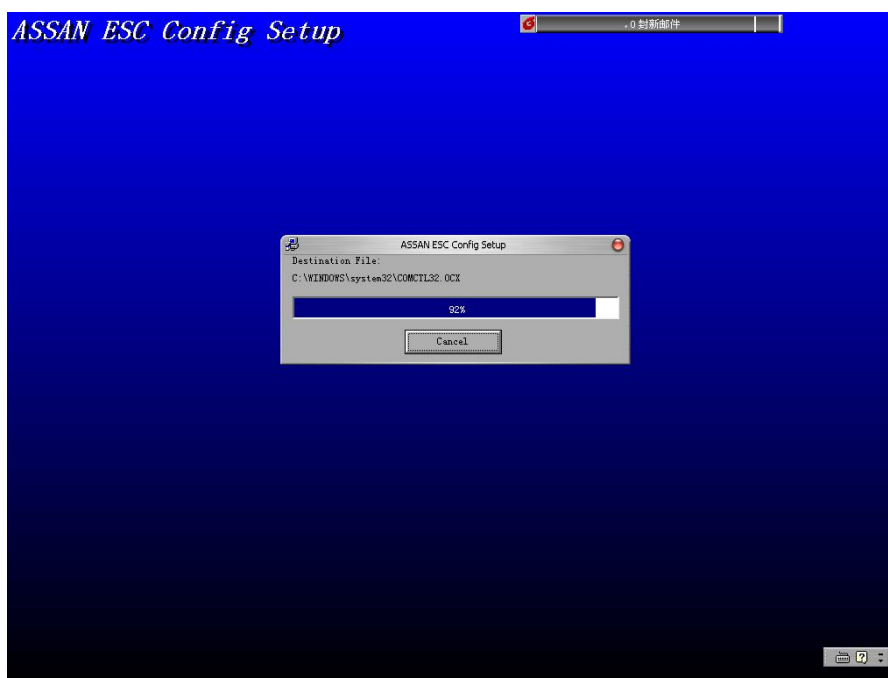 ASSAN ESC Config Setup
.0 封新邮件
ASSAN ESC Config Setup
Destination File:
C:\WINDOWS\system32\COMCTL32.OCX
92%
Cancel